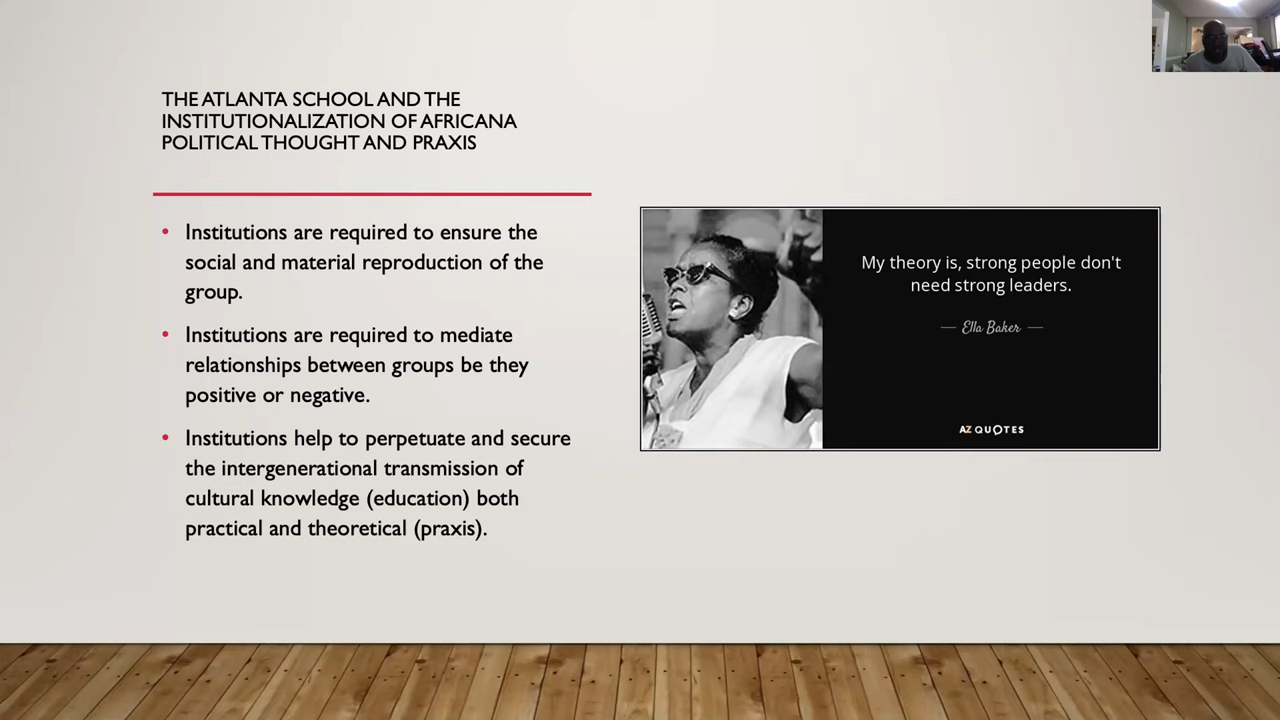 THE ATLANTA SCHOOL AND THE
INSTITUTIONALIZATION OF AFRICANA
POLITICAL THOUGHT AND PRAXIS
• Institutions are required to ensure the
social and material reproduction of the
group.
• Institutions are required to mediate
relationships between groups be they
positive or negative.
• Institutions help to perpetuate and secure
the intergenerational transmission of
cultural knowledge (education) both
practical and theoretical (praxis).
My theory is, strong people don't
need strong leaders.
— Ella Baker —
AZ QUOTES